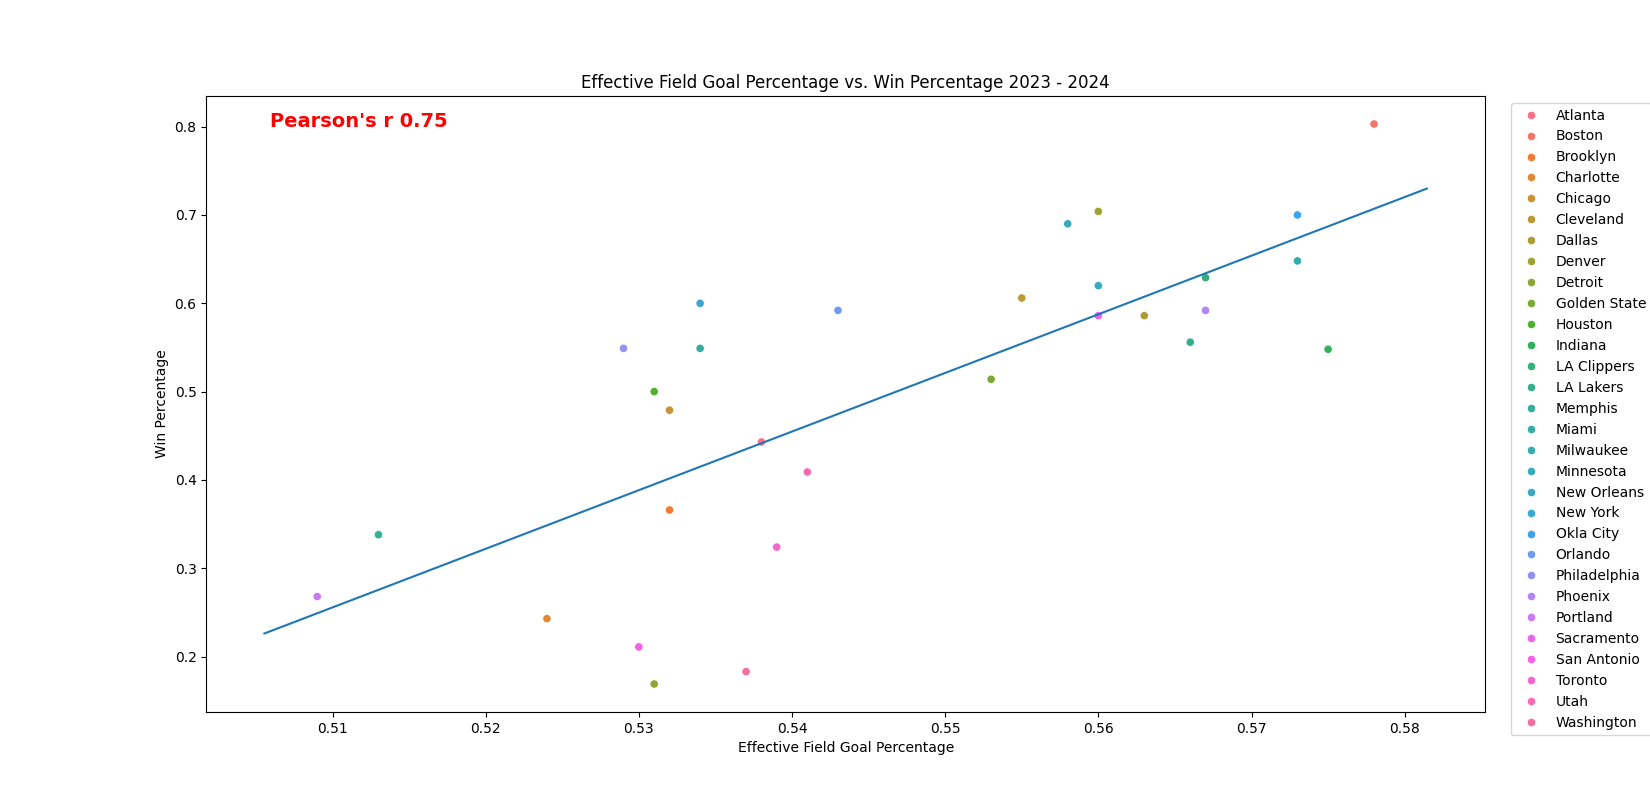 Effective Field Goal Percentage vs. Win Percentage 2023 - 2024
Pearson's r 0.75
0.8
0.7
0.6
0.5
0.4
0.3
0.2
Win Percentage
0.51 0.52 0.53 0.54 0.55 0.56 0.57 0.58
Effective Field Goal Percentage
Atlanta
Boston
Brooklyn
Charlotte
Chicago
Cleveland
Dallas
Denver
Detroit
Golden State
Houston
Indiana
LA Clippers
LA Lakers
Memphis
Miami
Milwaukee
Minnesota
New Orleans
New York
Okla City
Orlando
Philadelphia
Phoenix
Portland
Sacramento
San Antonio
Toronto
Utah
Washington